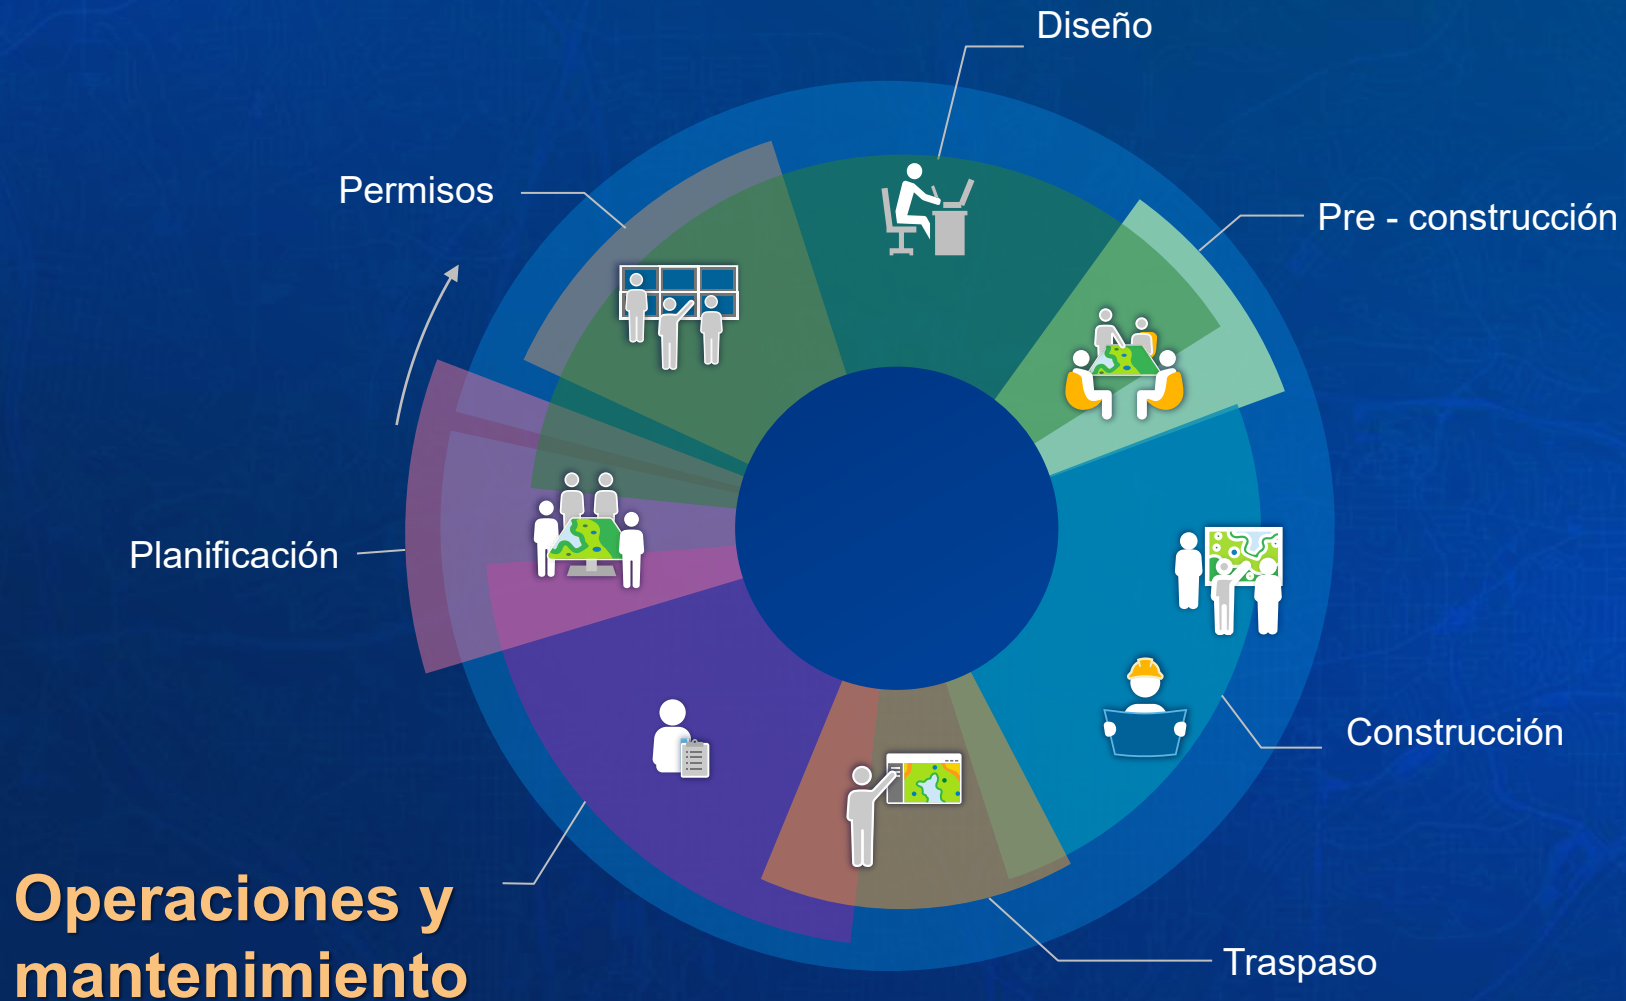 Diseño
Permisos
Pre - construcción
Planificación
Construcción
Operaciones y
mantenimiento
Traspaso